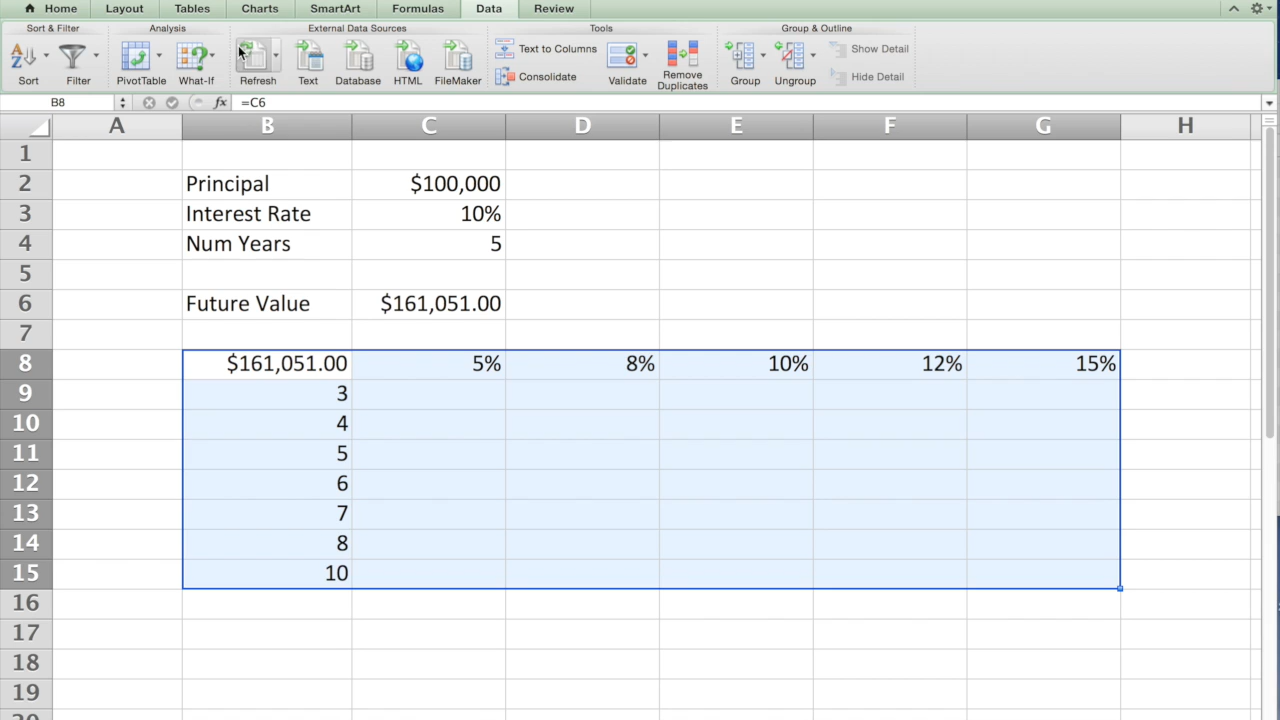 Home Layout Tables Charts SmartArt Formulas Data Review
Sort & Filter Analysis External Data Sources Tools Group & Outline
Sort Filter PivotTable What-If Refresh Text Database HTML FileMaker
Text to Columns
Consolidate
Validate Remove Duplicates
Group Ungroup
Show Detail
Hide Detail
B8 fx =C6
A B C D E F G H
1
2 Principal $100,000
3 Interest Rate 10%
4 Num Years 5
5
6 Future Value $161,051.00
7
8 $161,051.00 5% 8% 10% 12% 15%
9 3
10 4
11 5
12 6
13 7
14 8
15 10
16
17
18
19
20